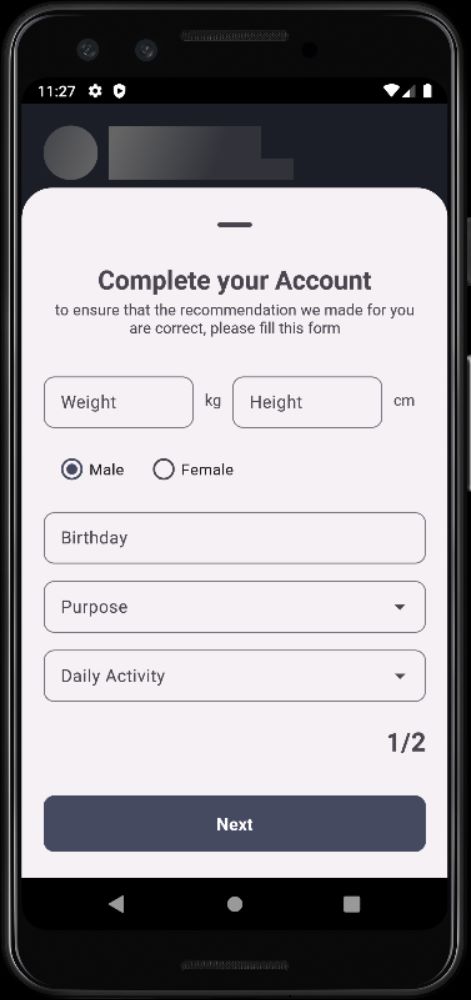 11:27
Complete your Account
to ensure that the recommendation we made for you
are correct, please fill this form
Weight kg Height cm
Male Female
Birthday
Purpose
Daily Activity
1/2
Next